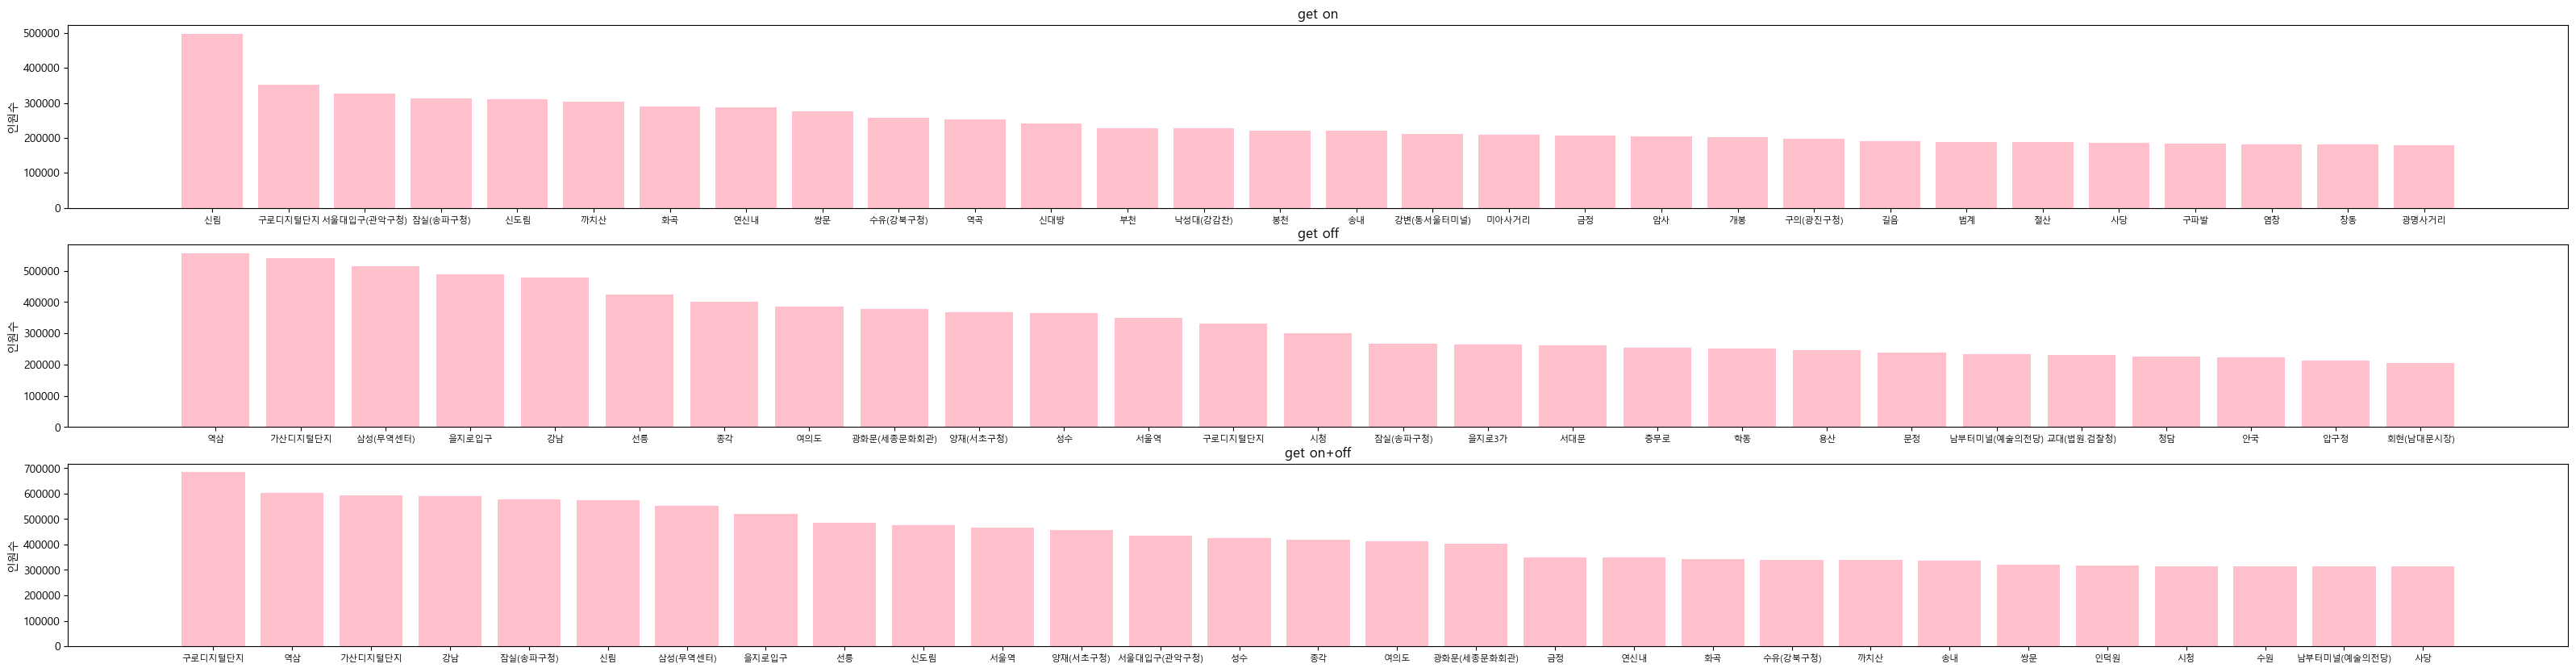 get on
500000
400000
300000
200000
100000
0
인원수
신림 구로디지털단지 서울대입구(관악구청) 잠실(송파구청) 신도림 까치산 화곡 연신내 쌍문 수유(강북구청) 역곡 신대방 부천 낙성대(강감찬) 봉천 송내 강변(동서울터미널) 미아사거리 금정 암사 개봉 구의(광진구청) 길음 범계 철산 사당 구파발 염창 창동 광명사거리
get off
500000
400000
300000
200000
100000
0
인원수
역삼 가산디지털단지 삼성(무역센터) 을지로입구 강남 선릉 종각 여의도 광화문(세종문화회관) 양재(서초구청) 성수 서울역 구로디지털단지 시청 잠실(송파구청) 을지로3가 서대문 충무로 학동 용산 문정 남부터미널(예술의전당) 교대(법원.검찰청) 청담 안국 압구정 회현(남대문시장)
get on+off
700000
600000
500000
400000
300000
200000
100000
0
인원수
구로디지털단지 역삼 가산디지털단지 강남 잠실(송파구청) 신림 삼성(무역센터) 을지로입구 선릉 신도림 서울역 양재(서초구청) 서울대입구(관악구청) 성수 종각 여의도 광화문(세종문화회관) 금정 연신내 화곡 수유(강북구청) 까치산 송내 쌍문 인덕원 시청 수원 남부터미널(예술의전당) 사당